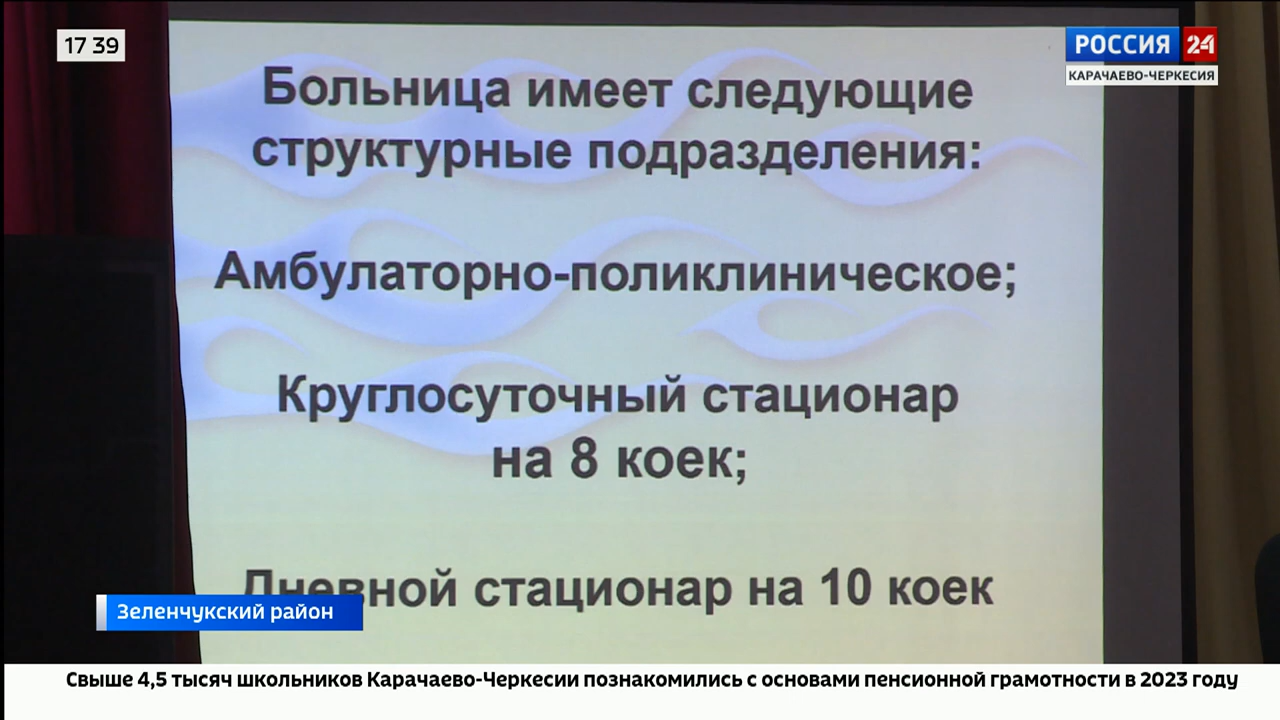 17 39
РОССИЯ 24
КАРАЧАЕВО-ЧЕРКЕСИЯ
Больница имеет следующие
структурные подразделения:
Амбулаторно-поликлиническое;
Круглосуточный стационар
на 8 коек;
Дневной стационар на 10 коек
Зеленчукский район
Свыше 4,5 тысяч школьников Карачаево-Черкесии познакомились с основами пенсионной грамотности в 2023 году